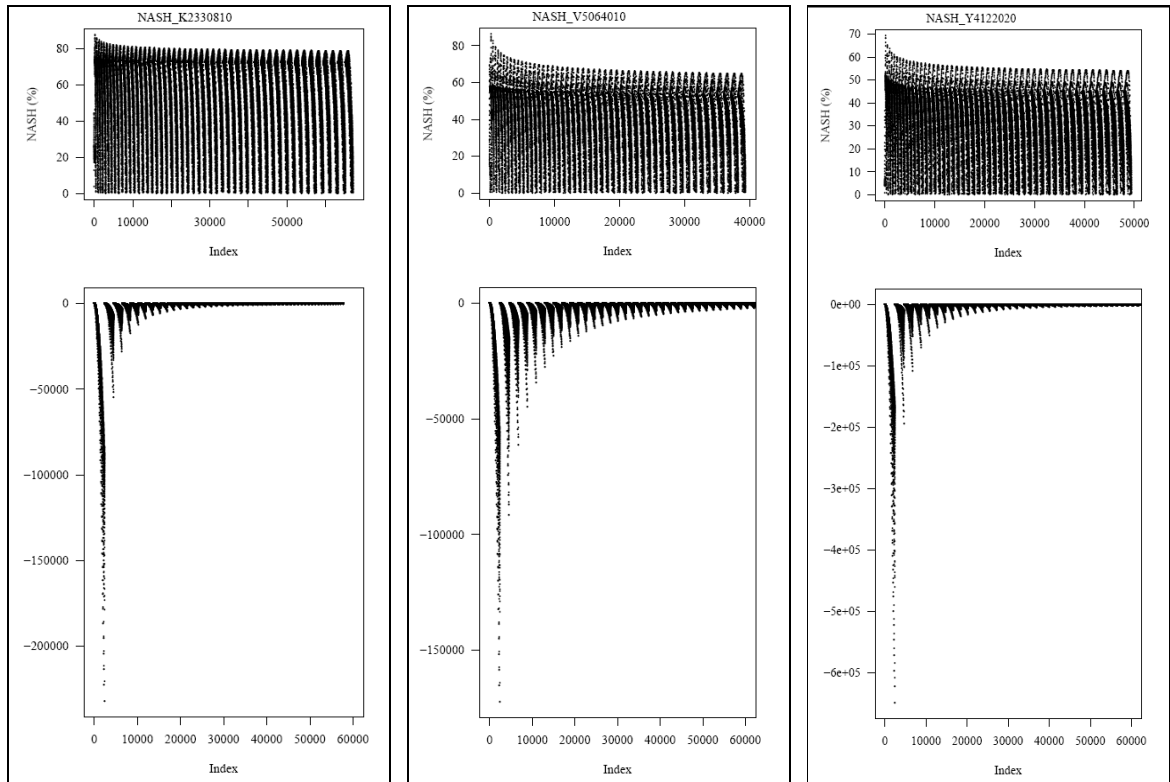 NASH_K2330810
NASH (%)
80
60
40
20
0
0 10000 30000 50000
Index
0
−50000
−100000
−150000
−200000
0 10000 20000 30000 40000 50000 60000
Index
NASH_V5064010
NASH (%)
80
60
40
20
0
0 10000 20000 30000 40000
Index
0
−50000
−100000
−150000
0 10000 20000 30000 40000 50000 60000
Index
NASH_Y4122020
NASH (%)
70
60
50
40
30
20
10
0
0 10000 20000 30000 40000 50000
Index
0e+00
−1e+05
−2e+05
−3e+05
−4e+05
−5e+05
−6e+05
0 10000 20000 30000 40000 50000 60000
Index